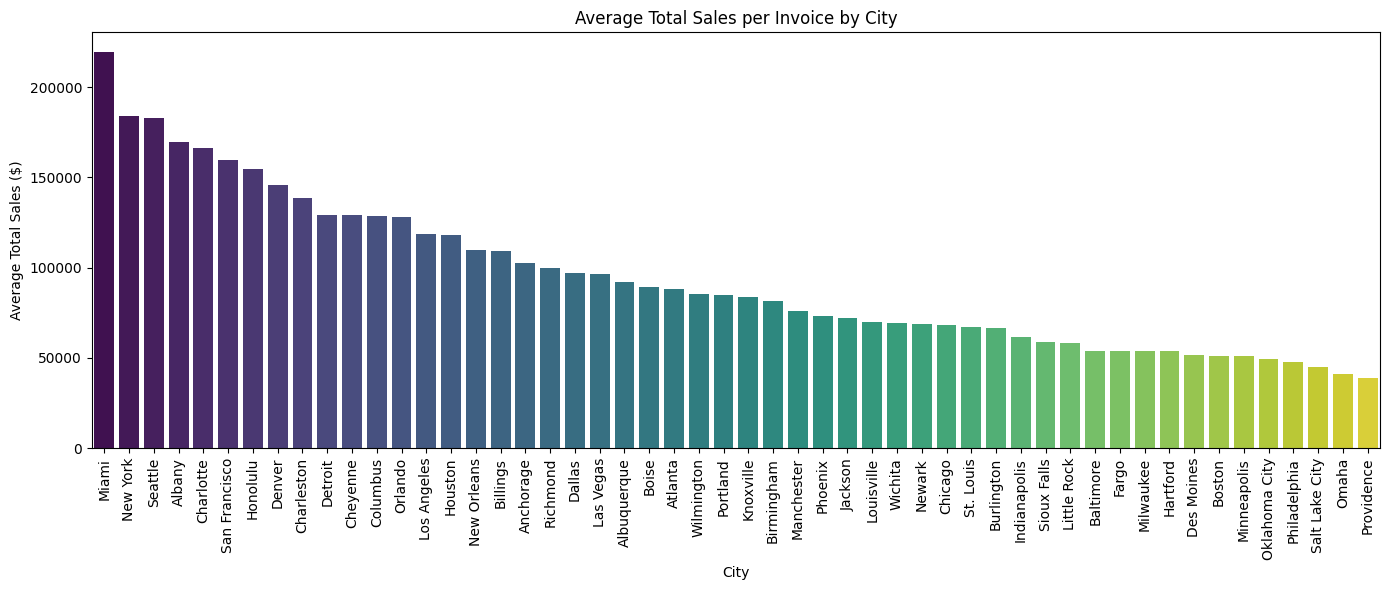 Average Total Sales per Invoice by City
Average Total Sales ($)
200000
150000
100000
50000
0
Miami
New York
Seattle
Albany
Charlotte
San Francisco
Honolulu
Denver
Charleston
Detroit
Cheyenne
Columbus
Orlando
Los Angeles
Houston
New Orleans
Billings
Anchorage
Richmond
Dallas
Las Vegas
Albuquerque
Boise
Atlanta
Wilmington
Portland
Knoxville
Birmingham
Manchester
Phoenix
Jackson
Louisville
Wichita
Newark
Chicago
St. Louis
Burlington
Indianapolis
Sioux Falls
Little Rock
Baltimore
Fargo
Milwaukee
Hartford
Des Moines
Boston
Minneapolis
Oklahoma City
Philadelphia
Salt Lake City
Omaha
Providence
City